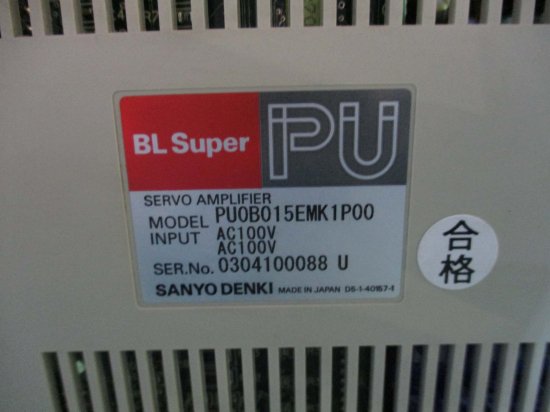 BL Super PU
SERVO AMPLIFIER
MODEL PU0B015EMK1P00
INPUT AC100V
AC100V
SER.No. 0304100088 U
SANYO DENKI MADE IN JAPAN DS-1-40157-1
合格